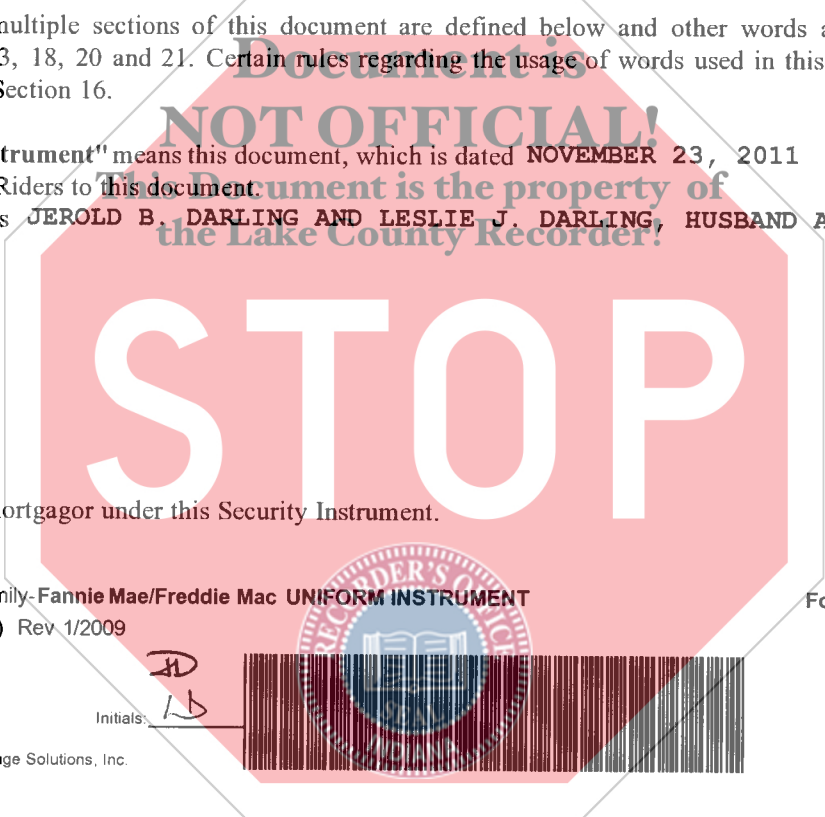 multiple sections of this document are defined below and other words a
3, 18, 20 and 21. Certain rules regarding the usage of words used in this
Section 16.
Document is
NOT OFFICIAL!
This Document is the property of
the Lake County Recorder!
trument" means this document, which is dated NOVEMBER 23, 2011
Riders to this document.
s JEROLD B. DARLING AND LESLIE J. DARLING, HUSBAND A
STOP
ortgagor under this Security Instrument.
nily-Fannie Mae/Freddie Mac UNIFORM INSTRUMENT
Fo
) Rev 1/2009
RECORDER'S OFFICE
SEAL
INDIANA
JD
LD
Initials:
ge Solutions, Inc.